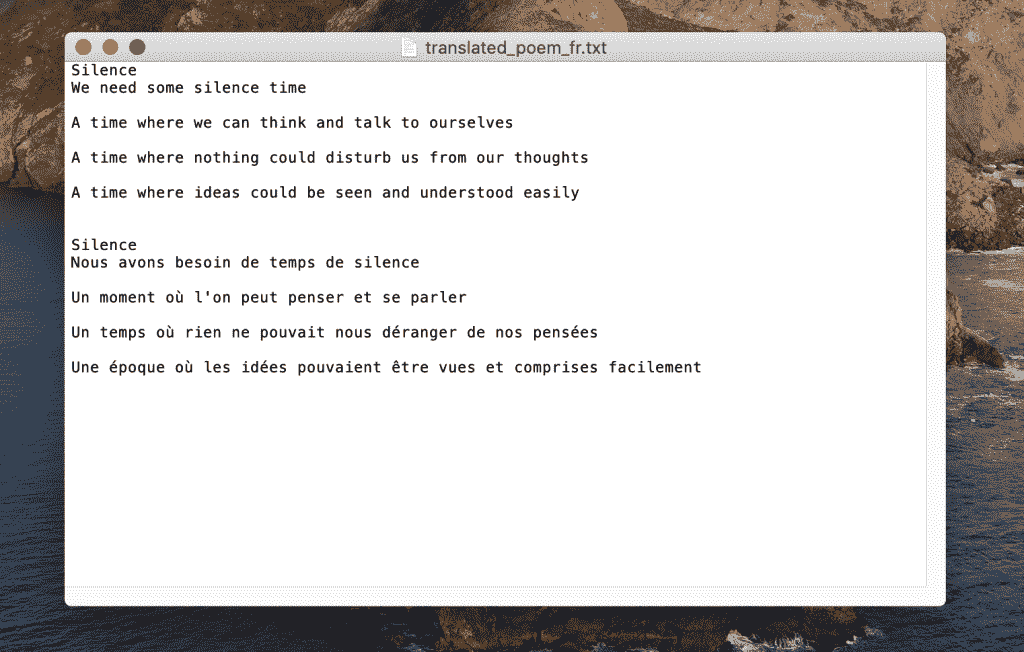 translated_poem_fr.txt
Silence
We need some silence time
A time where we can think and talk to ourselves
A time where nothing could disturb us from our thoughts
A time where ideas could be seen and understood easily
Silence
Nous avons besoin de temps de silence
Un moment où l'on peut penser et se parler
Un temps où rien ne pouvait nous déranger de nos pensées
Une époque où les idées pouvaient être vues et comprises facilement